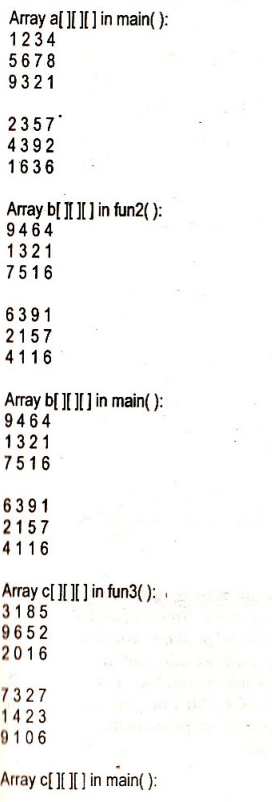 Array a[ ][ ][ ] in main( ):
1 2 3 4
5 6 7 8
9 3 2 1
2 3 5 7
4 3 9 2
1 6 3 6
Array b[ ][ ][ ] in fun2( ):
9 4 6 4
1 3 2 1
7 5 1 6
6 3 9 1
2 1 5 7
4 1 1 6
Array b[ ][ ][ ] in main( ):
9 4 6 4
1 3 2 1
7 5 1 6
6 3 9 1
2 1 5 7
4 1 1 6
Array c[ ][ ][ ] in fun3( ):
3 1 8 5
9 6 5 2
2 0 1 6
7 3 2 7
1 4 2 3
9 1 0 6
Array c[ ][ ][ ] in main( ):